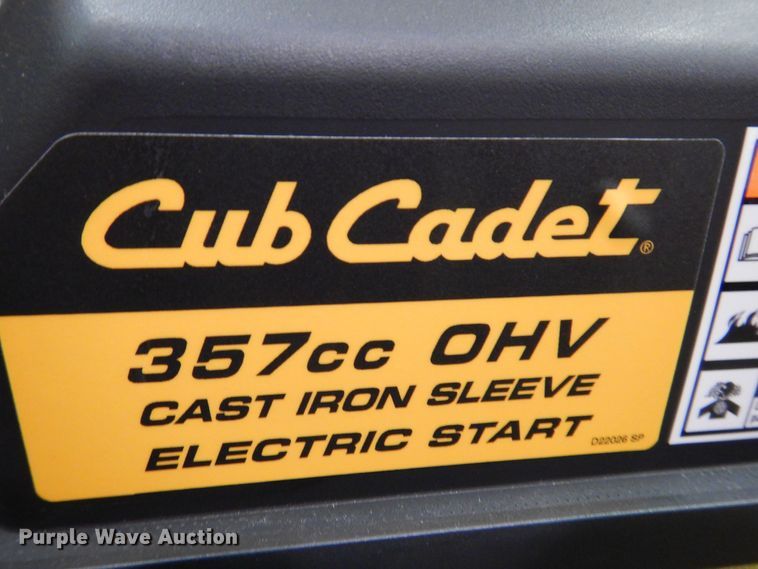 Cub Cadet®
357cc OHV
CAST IRON SLEEVE
ELECTRIC START
D22026 SP
Purple Wave Auction